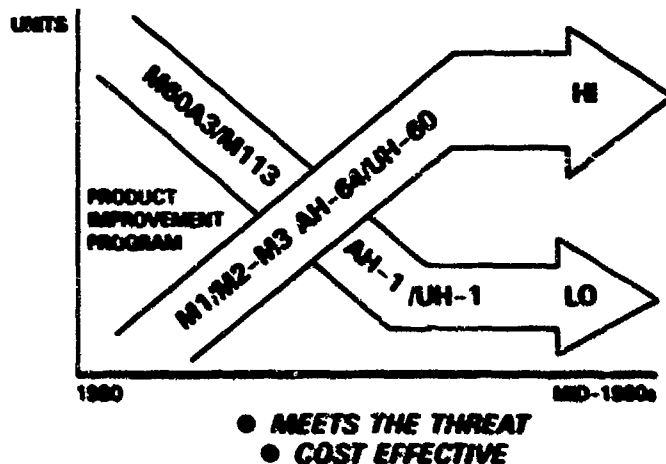 UNITS
M60A3/M113
HI
PRODUCT
IMPROVEMENT
PROGRAM
M1/M2-M3 AH-64/UH-60
AH-1
/UH-1
LO
1980
MID-1980s
● MEETS THE THREAT
● COST EFFECTIVE